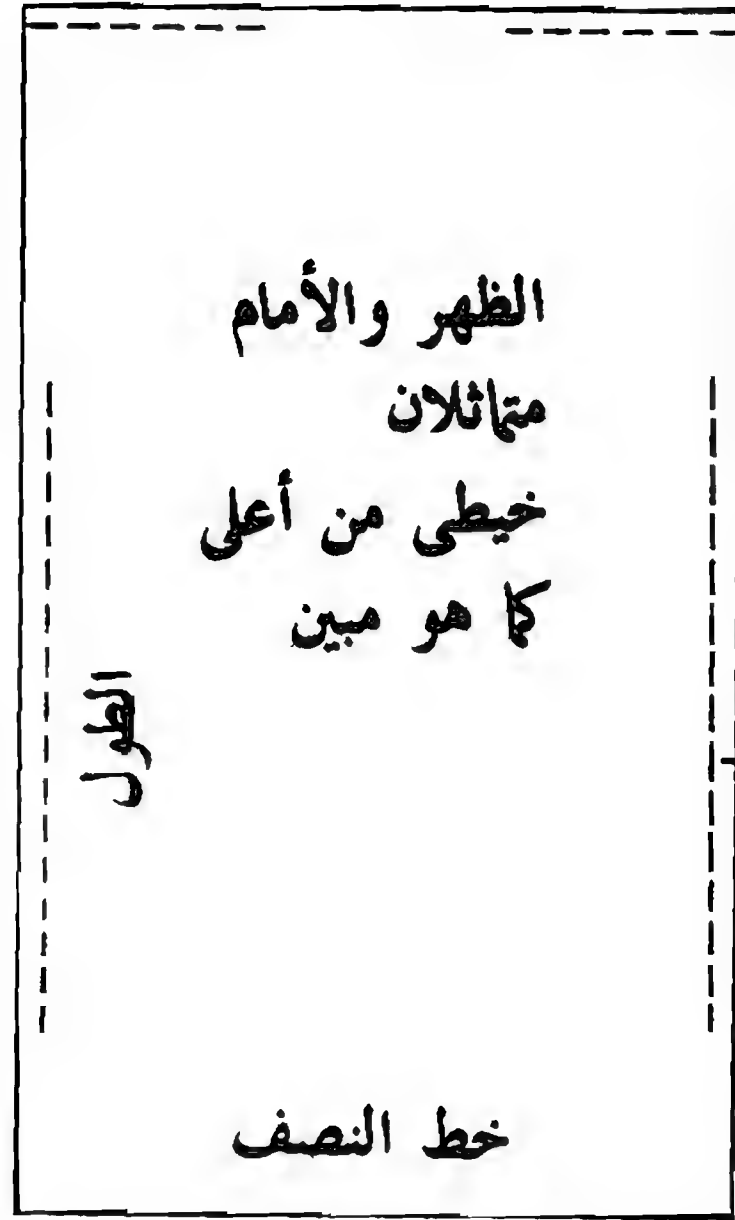 الظهر والأمام
متماثلان
خيطى من أعلى
كما هو مبين
الطول
خط النصف